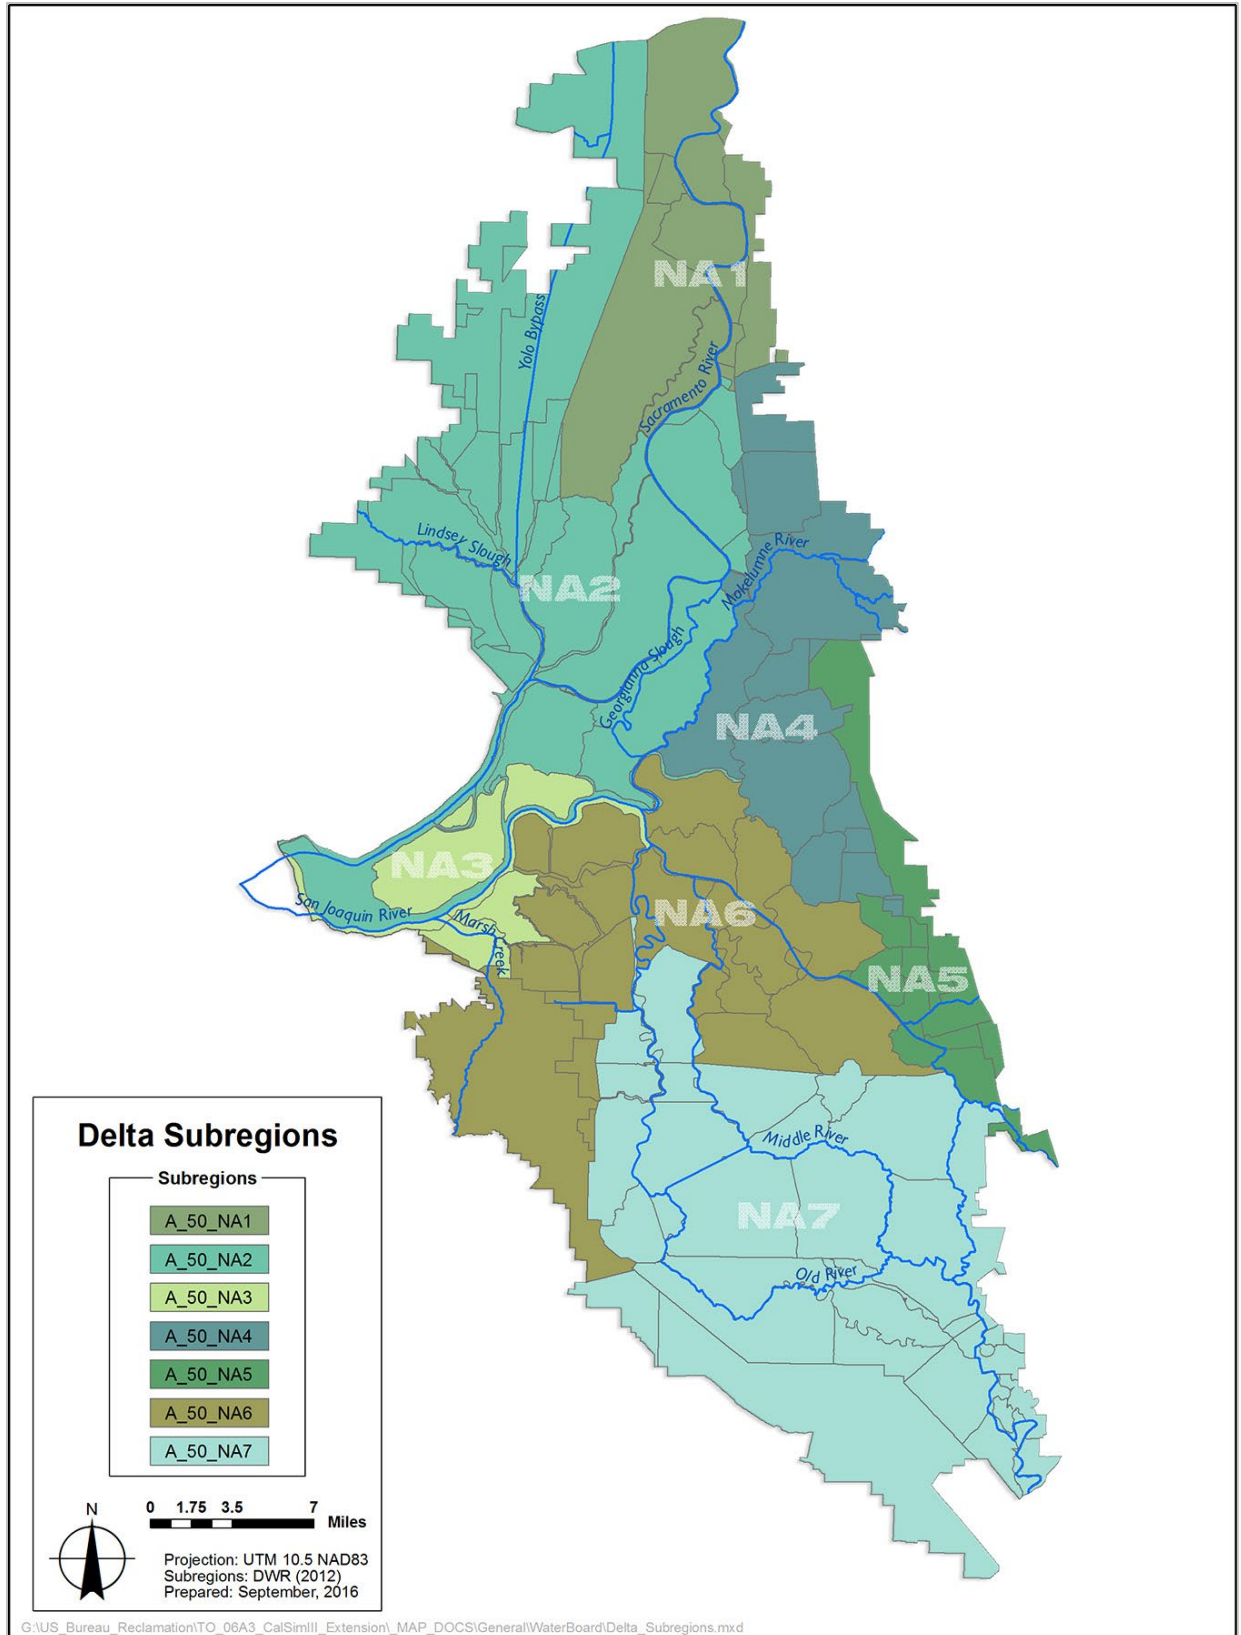 NA1
Yolo Bypass
Sacramento River
Lindsey Slough
Mokelumne River
NA2
Georgianna Slough
NA4
NA3
San Joaquin River
Marsh Creek
NA6
NA5
Middle River
NA7
Old River
Delta Subregions
Subregions
A_50_NA1
A_50_NA2
A_50_NA3
A_50_NA4
A_50_NA5
A_50_NA6
A_50_NA7
N
0 1.75 3.5 7
Miles
Projection: UTM 10.5 NAD83
Subregions: DWR (2012)
Prepared: September, 2016
G:\US_Bureau_Reclamation\TO_06A3_CalSimIII_Extension\_MAP_DOCS\General\WaterBoard\Delta_Subregions.mxd